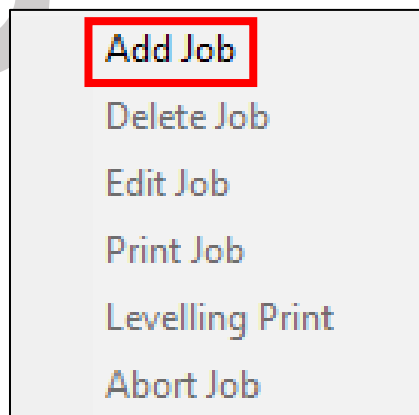 Add Job
Delete Job
Edit Job
Print Job
Levelling Print
Abort Job